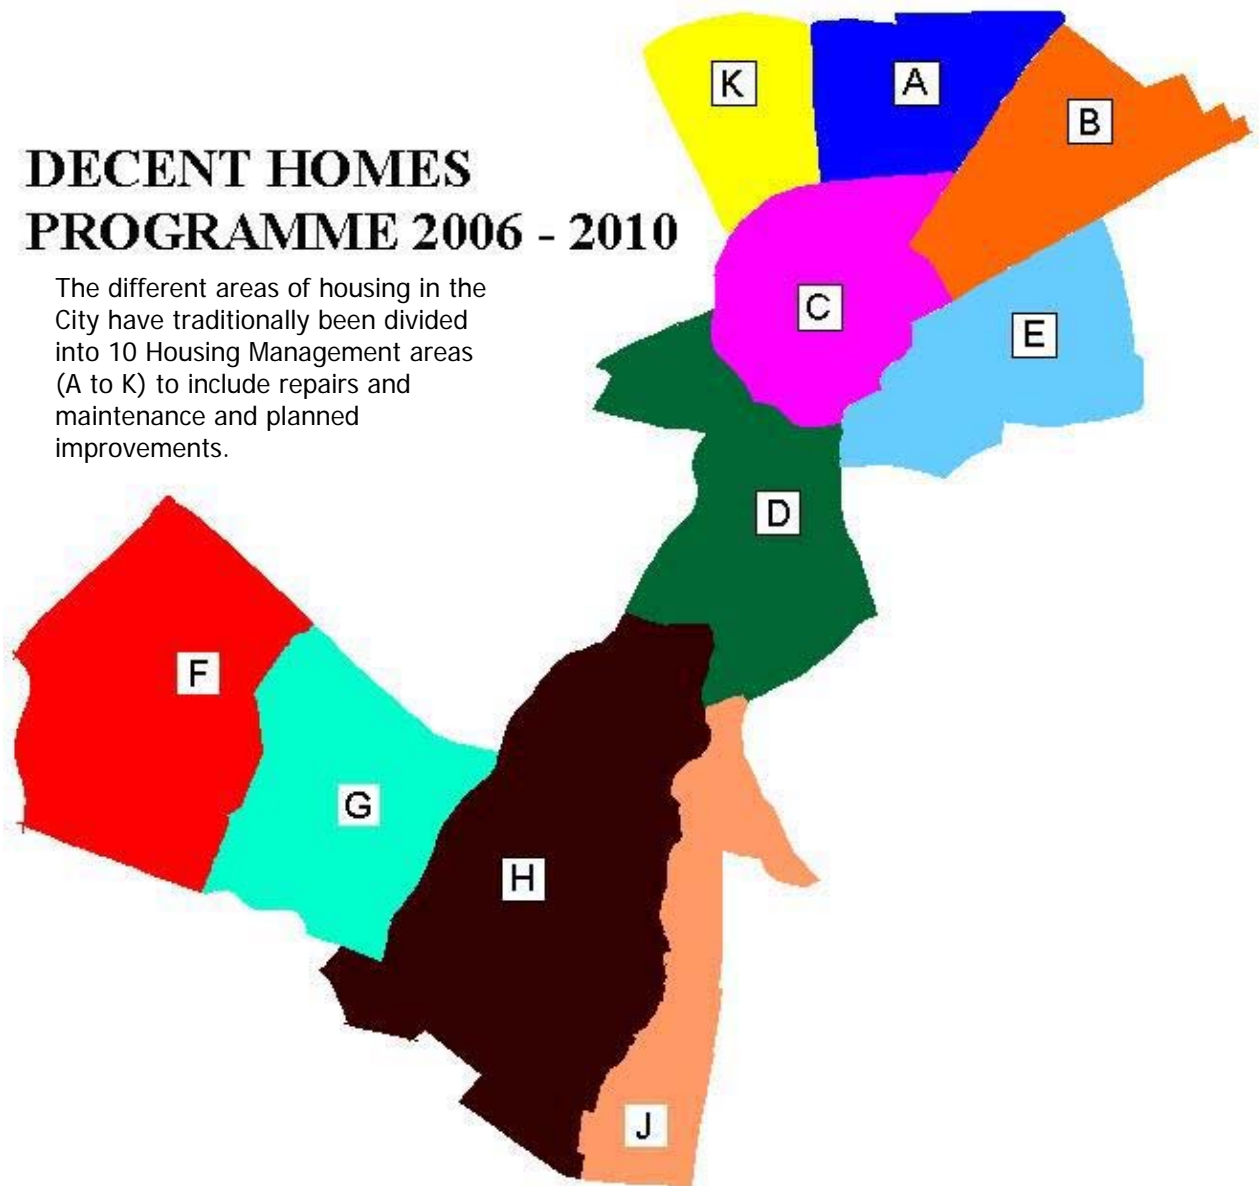 DECENT HOMES
PROGRAMME 2006 - 2010
The different areas of housing in the
City have traditionally been divided
into 10 Housing Management areas
(A to K) to include repairs and
maintenance and planned
improvements.
K
A
B
C
E
D
F
G
H
J